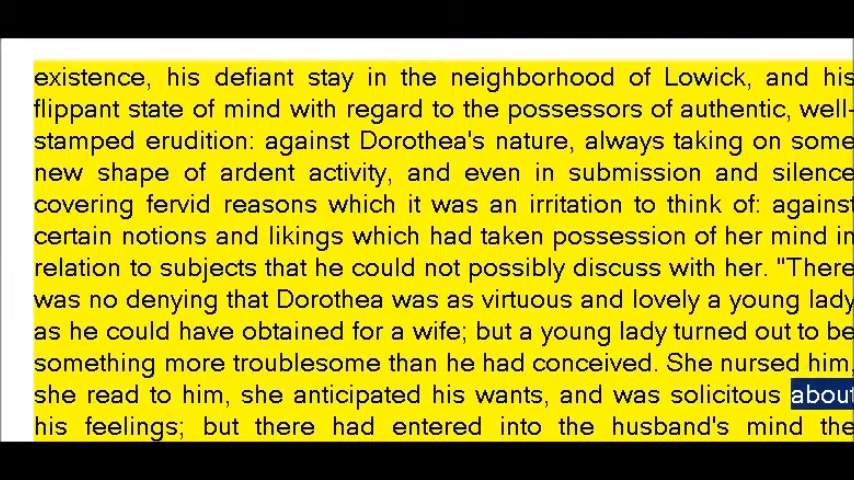 existence, his defiant stay in the neighborhood of Lowick, and his
flippant state of mind with regard to the possessors of authentic, well-
stamped erudition: against Dorothea's nature, always taking on some
new shape of ardent activity, and even in submission and silence
covering fervid reasons which it was an irritation to think of: against
certain notions and likings which had taken possession of her mind in
relation to subjects that he could not possibly discuss with her. "There
was no denying that Dorothea was as virtuous and lovely a young lady
as he could have obtained for a wife; but a young lady turned out to be
something more troublesome than he had conceived. She nursed him,
she read to him, she anticipated his wants, and was solicitous about
his feelings; but there had entered into the husband's mind the